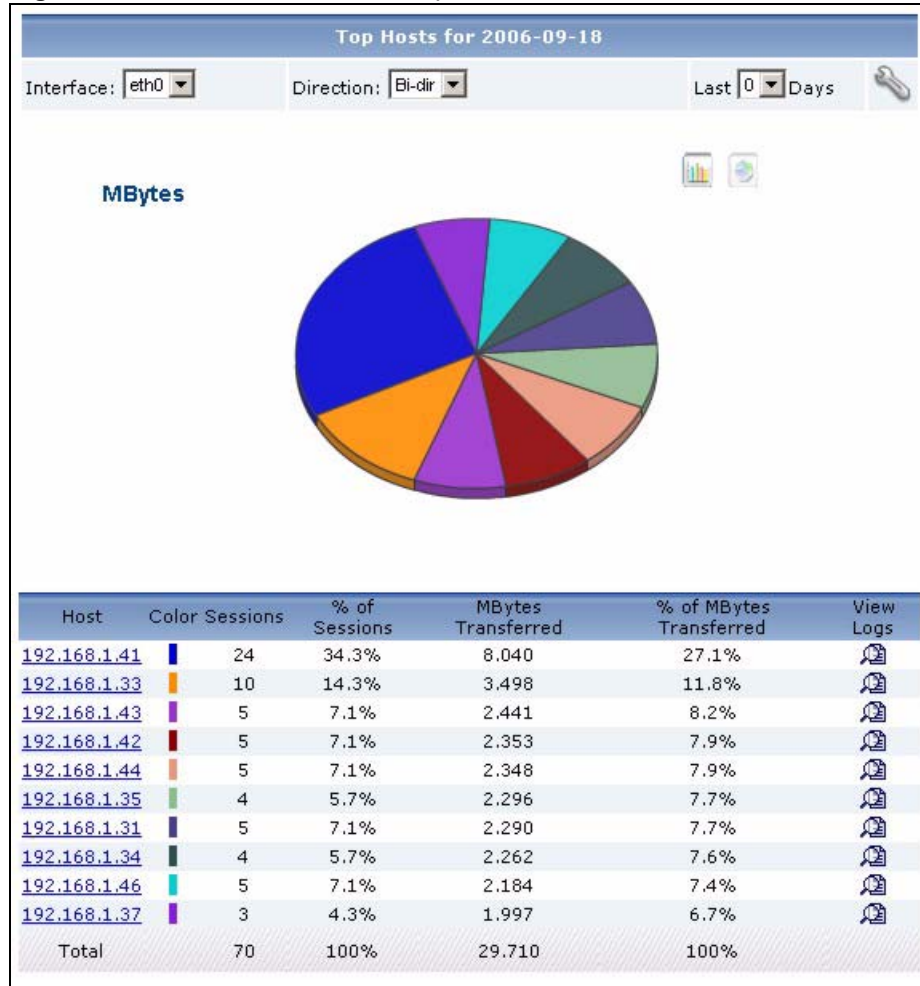 Top Hosts for 2006-09-18
Interface: eth0 Direction: Bi-dir Last 0 Days
MBytes
Host Color Sessions % of Sessions MBytes Transferred % of MBytes Transferred View Logs
192.168.1.41 24 34.3% 8.040 27.1%
192.168.1.33 10 14.3% 3.498 11.8%
192.168.1.43 5 7.1% 2.441 8.2%
192.168.1.42 5 7.1% 2.353 7.9%
192.168.1.44 5 7.1% 2.348 7.9%
192.168.1.35 4 5.7% 2.296 7.7%
192.168.1.31 5 7.1% 2.290 7.7%
192.168.1.34 4 5.7% 2.262 7.6%
192.168.1.46 5 7.1% 2.184 7.4%
192.168.1.37 3 4.3% 1.997 6.7%
Total 70 100% 29.710 100%